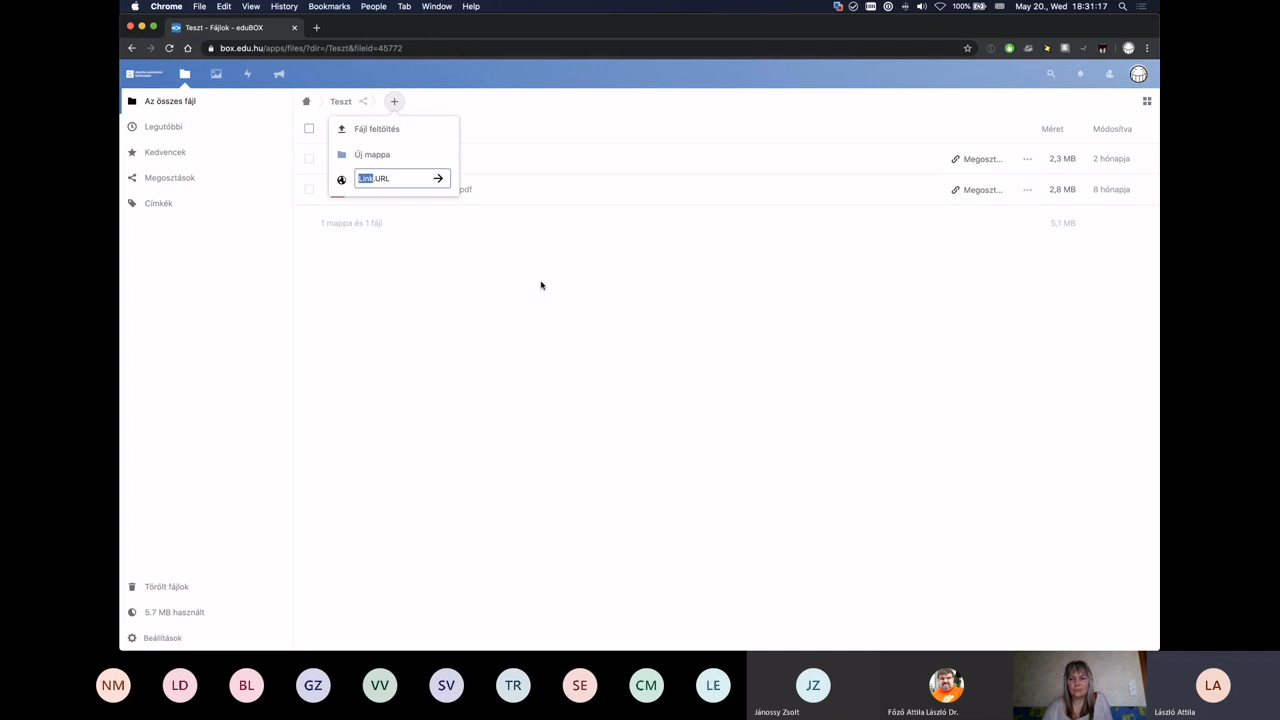 Chrome File Edit View History Bookmarks People Tab Window Help 100% May 20., Wed 18:31:17
Teszt - Fájlok - eduBOX
box.edu.hu/apps/files/?dir=/Teszt&fileid=45772
Az összes fájl
Legutóbbi
Kedvencek
Megosztások
Címkék
Teszt
Fájl feltöltés
Új mappa
Link.URL
Méret Módosítva
Megoszt... 2,3 MB 2 hónapja
pdf Megoszt... 2,8 MB 8 hónapja
1 mappa és 1 fájl 5,1 MB
Törölt fájlok
5.7 MB használt
Beállítások
NM LD BL GZ VV SV TR SE CM LE JZ LA
Jánossy Zsolt Főző Attila László Dr. László Attila